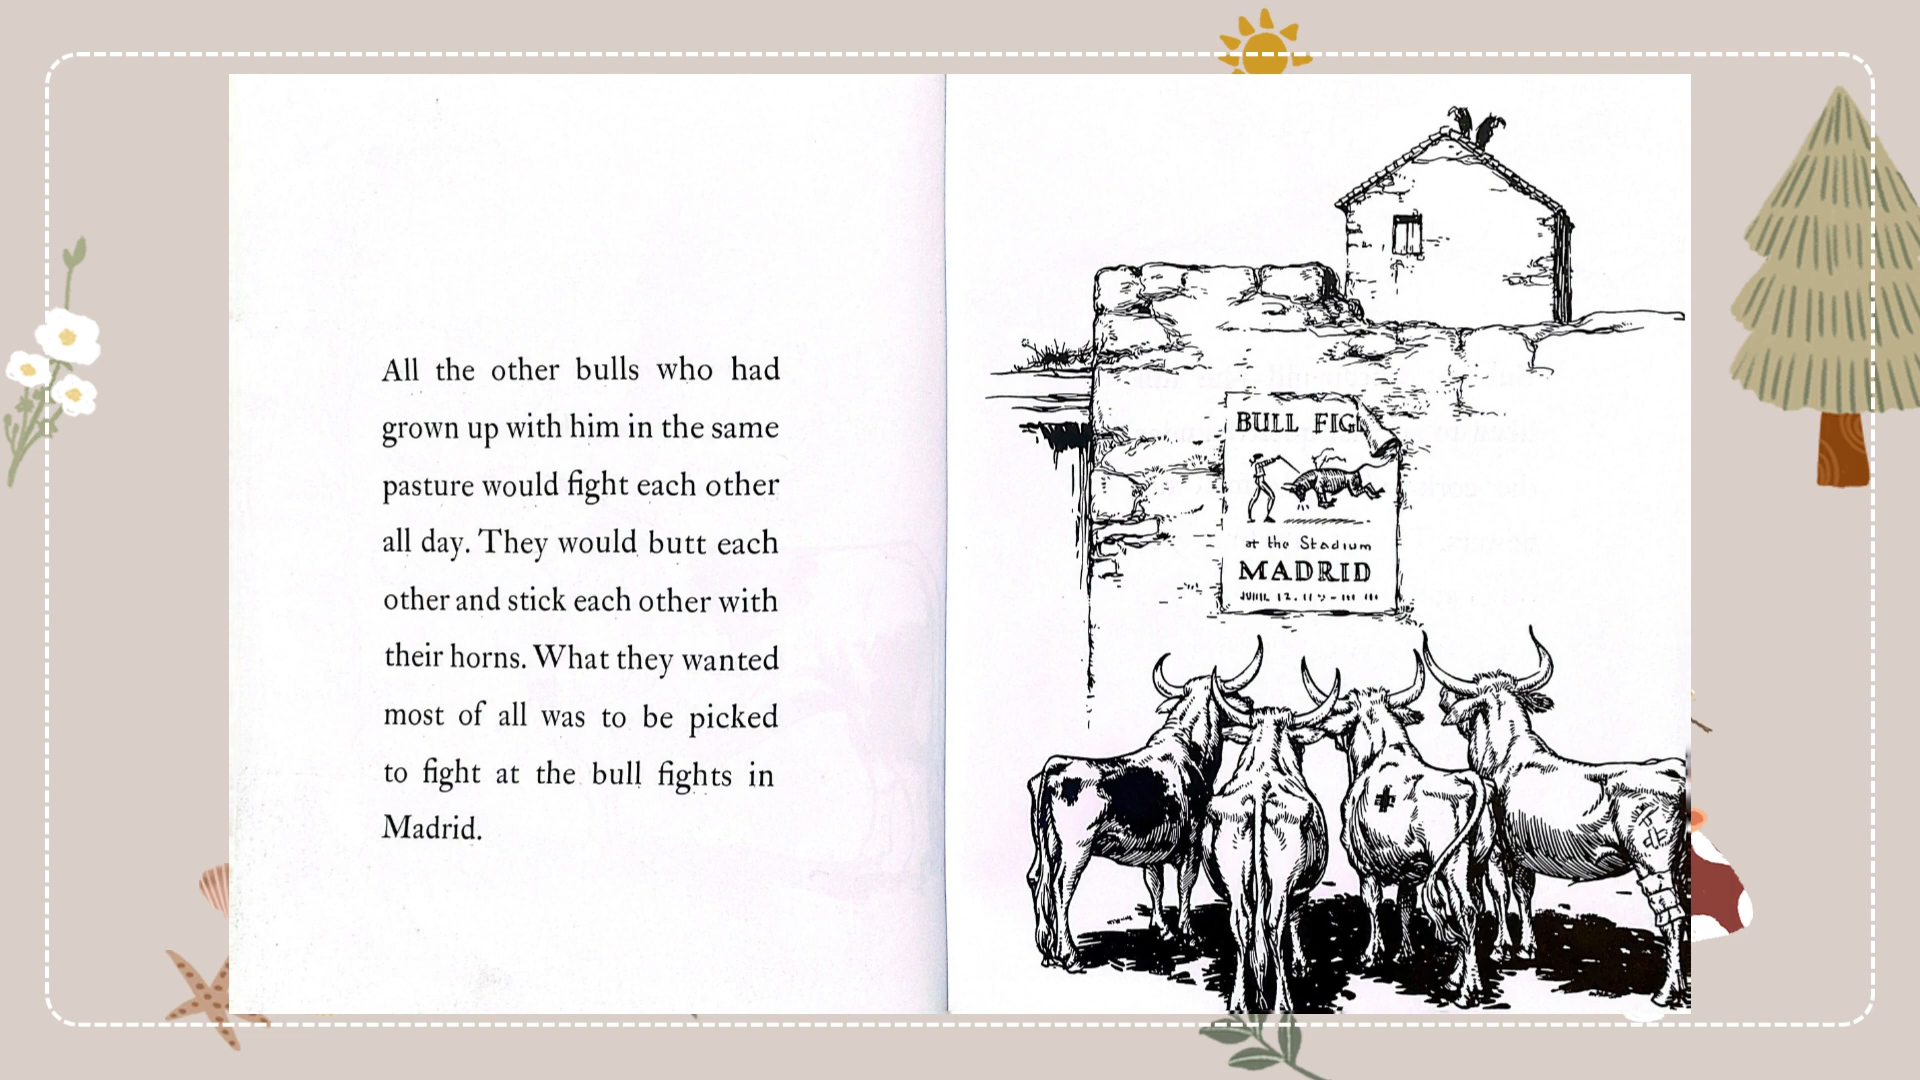 All the other bulls who had
grown up with him in the same
pasture would fight each other
all day. They would butt each
other and stick each other with
their horns. What they wanted
most of all was to be picked
to fight at the bull fights in
Madrid.
BULL FIG
at the Stadium
MADRID